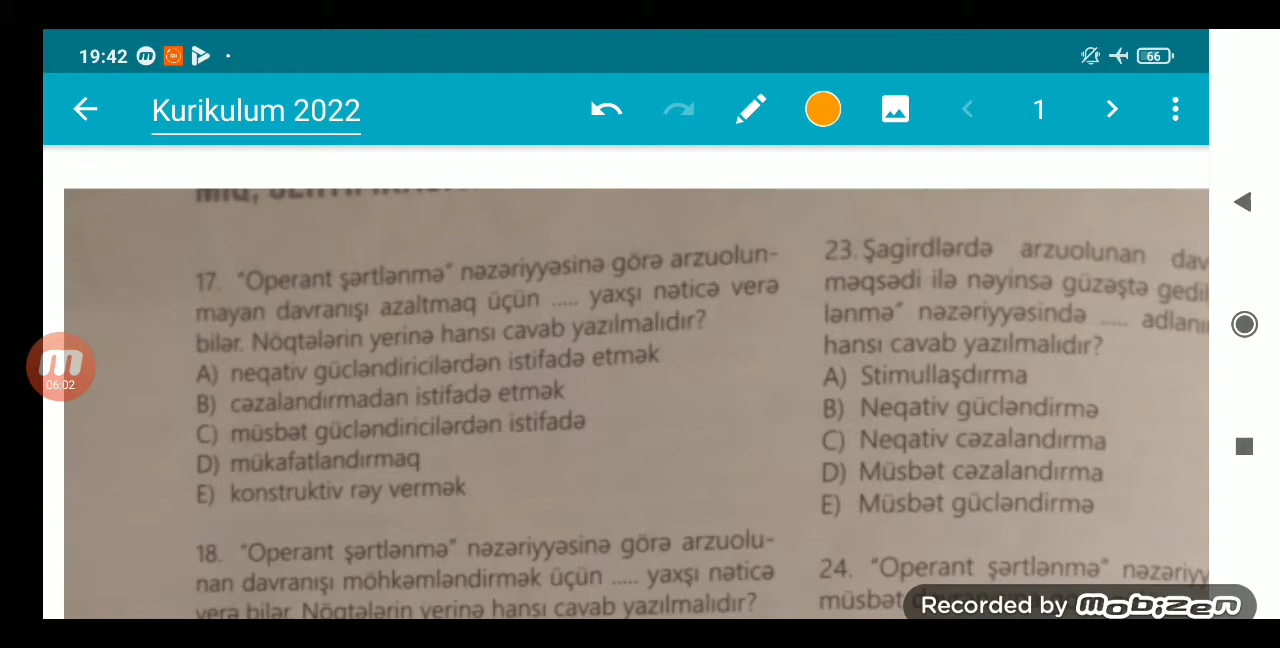 19:42
66
Kurikulum 2022
1
17. "Operant şərtlənmə" nəzəriyyəsinə görə arzuolun-
mayan davranışı azaltmaq üçün ..... yaxşı nəticə verə
bilər. Nöqtələrin yerinə hansı cavab yazılmalıdır?
A) neqativ gücləndiricilərdən istifadə etmək
B) cəzalandırmadan istifadə etmək
C) müsbət gücləndiricilərdən istifadə
D) mükafatlandırmaq
E) konstruktiv rəy vermək
18. "Operant şərtlənmə" nəzəriyyəsinə görə arzuolu-
nan davranışı möhkəmləndirmək üçün ..... yaxşı nəticə
verə bilər. Nöqtələrin yerinə hansı cavab yazılmalıdır?
23. Şagirdlərdə arzuolunan dav
məqsədi ilə nəyinsə güzəştə gedil
lənmə" nəzəriyyəsində ..... adlanı
hansı cavab yazılmalıdır?
A) Stimullaşdırma
B) Neqativ gücləndirmə
C) Neqativ cəzalandırma
D) Müsbət cəzalandırma
E) Müsbət gücləndirmə
24. "Operant şərtlənmə" nəzəriyy
müsbət
06:02
Recorded by Mobizen